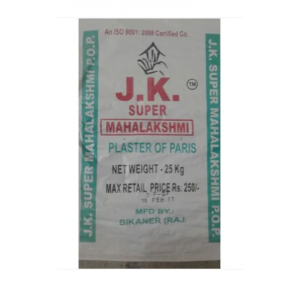 An ISO 9001: 2008 Certified Co.
J.K.
TM
SUPER
MAHALAKSHMI
PLASTER OF PARIS
NET WEIGHT - 25 Kg
MAX RETAIL PRICE Rs. 250/-
16 FEB 17
MFD BY.:
BIKANER (RAJ.
J.K. SUPER MAHALAKSHMI P.O.P.
J.K. SUPER MAHALAKSHMI P.O.P.